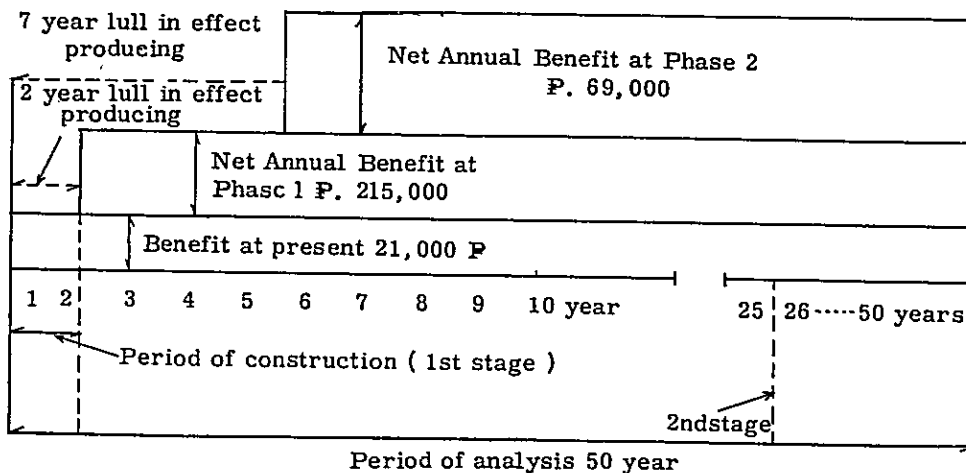 7 year lull in effect
producing
2 year lull in effect
producing
Net Annual Benefit at Phase 2
₱. 69,000
Net Annual Benefit at
Phasc 1 ₱. 215,000
Benefit at present 21,000 ₱
1 2 3 4 5 6 7 8 9 10 year 25 26 -----50 years
Period of construction ( 1st stage )
2ndstage
Period of analysis 50 year